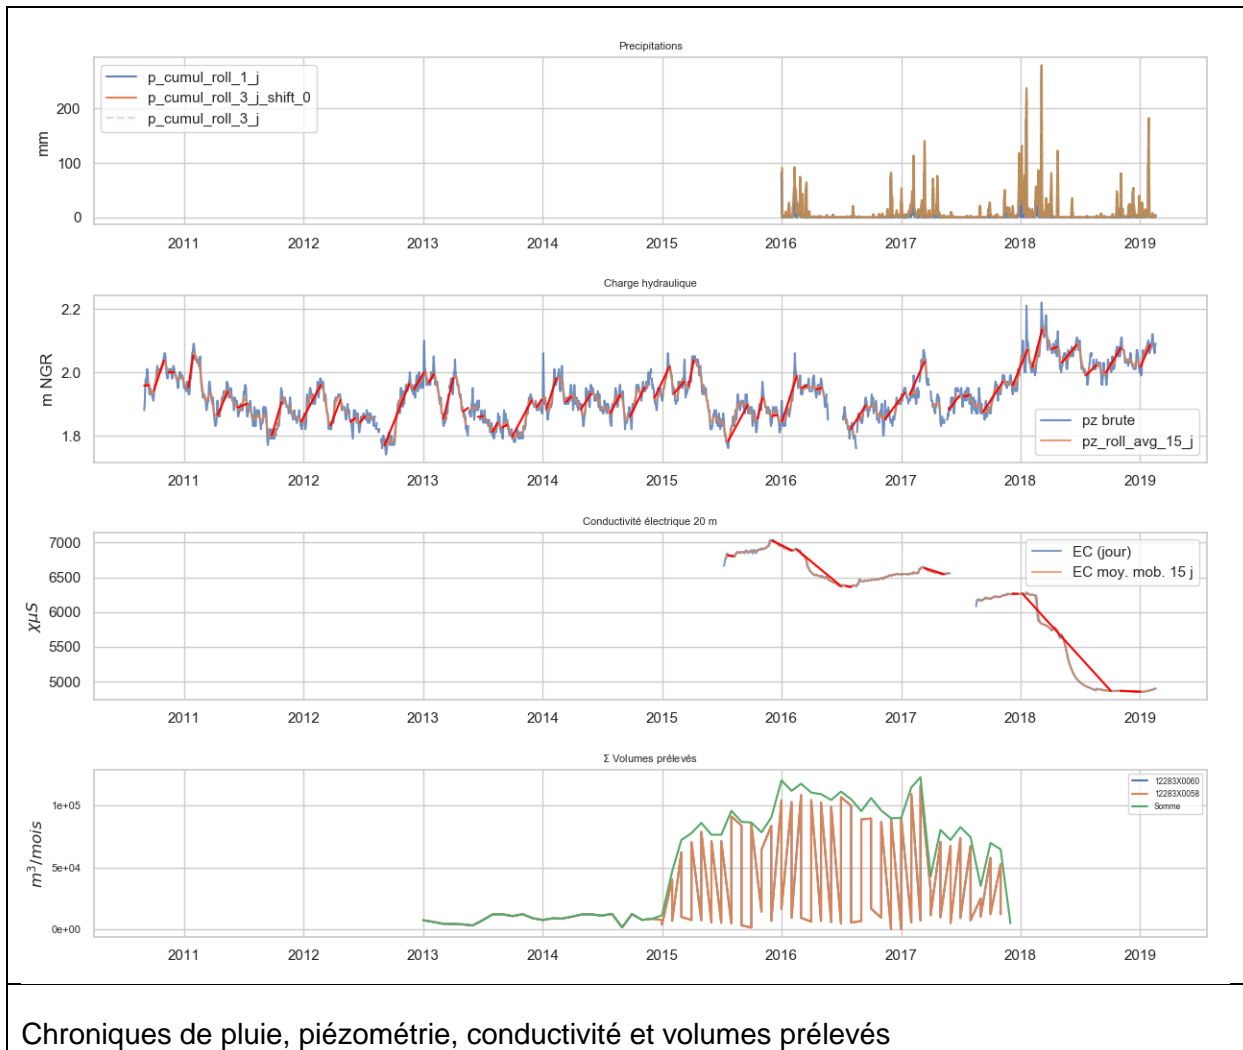 Precipitations
p_cumul_roll_1_j
p_cumul_roll_3_j_shift_0
p_cumul_roll_3_j
mm
200
100
0
2011 2012 2013 2014 2015 2016 2017 2018 2019
Charge hydraulique
m NGR
2.2
2.0
1.8
pz brute
pz_roll_avg_15_j
2011 2012 2013 2014 2015 2016 2017 2018 2019
Conductivité électrique 20 m
χμS
7000
6500
6000
5500
5000
EC (jour)
EC moy. mob. 15 j
2011 2012 2013 2014 2015 2016 2017 2018 2019
Σ Volumes prélevés
m³/mois
1e+05
5e+04
0e+00
12283X0060
12283X0058
Somme
2011 2012 2013 2014 2015 2016 2017 2018 2019
Chroniques de pluie, piézométrie, conductivité et volumes prélevés